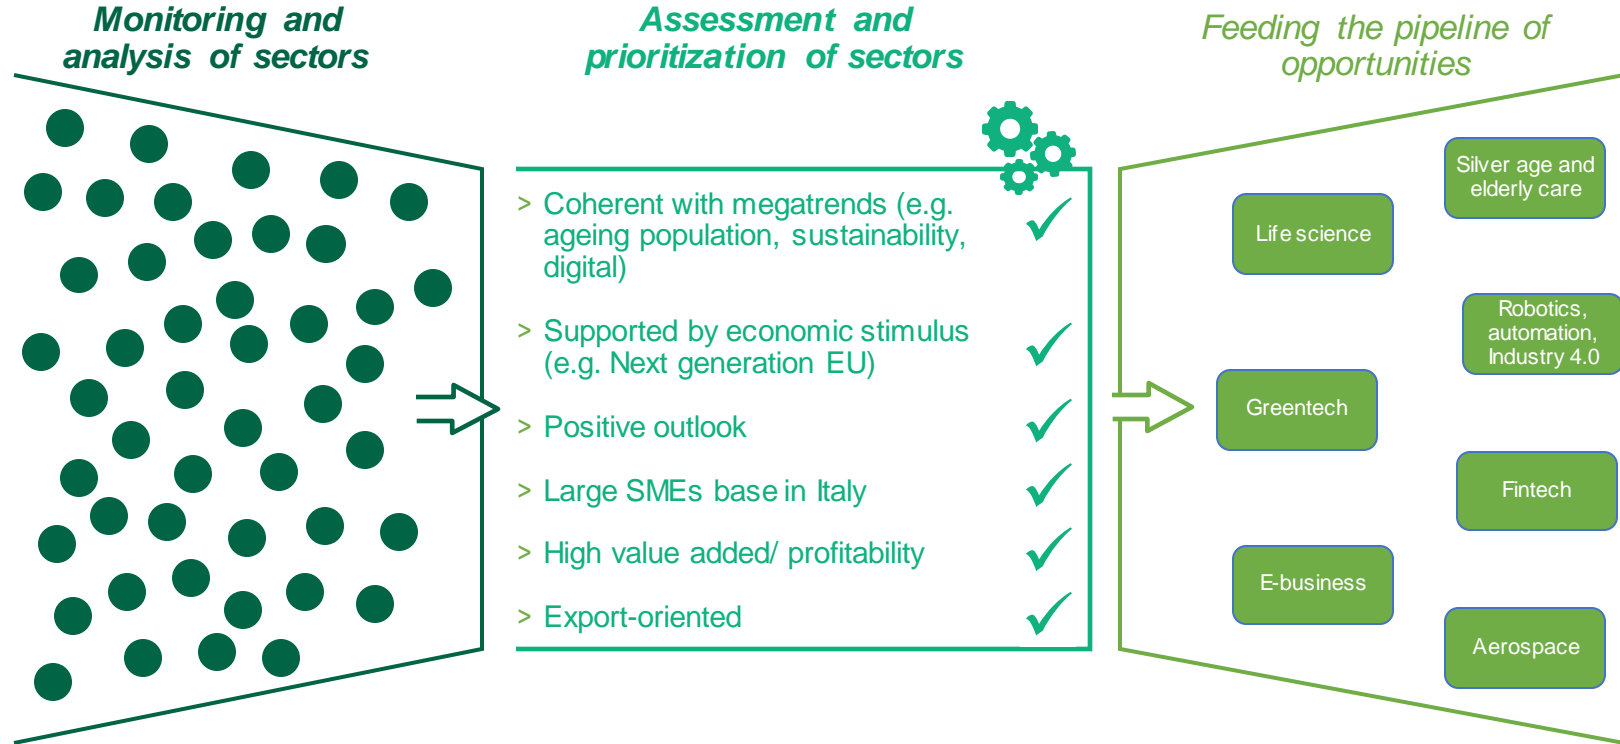 Monitoring and
analysis of sectors
Assessment and
prioritization of sectors
> Coherent with megatrends (e.g.
ageing population, sustainability,
digital)
> Supported by economic stimulus
(e.g. Next generation EU)
> Positive outlook
> Large SMEs base in Italy
> High value added/ profitability
> Export-oriented
Feeding the pipeline of
opportunities
Silver age and
elderly care
Life science
Robotics,
automation,
Industry 4.0
Greentech
Fintech
E-business
Aerospace